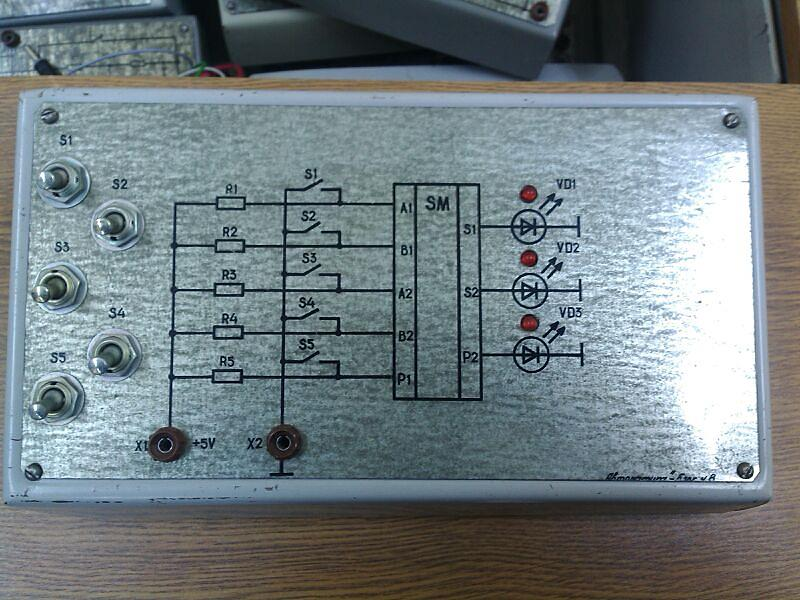 S1
S2
S3
S4
S5
R1
R2
R3
R4
R5
S1
S2
S3
S4
S5
A1
B1
A2
B2
P1
SM
S1
S2
P2
VD1
VD2
VD3
X1 +5V
X2